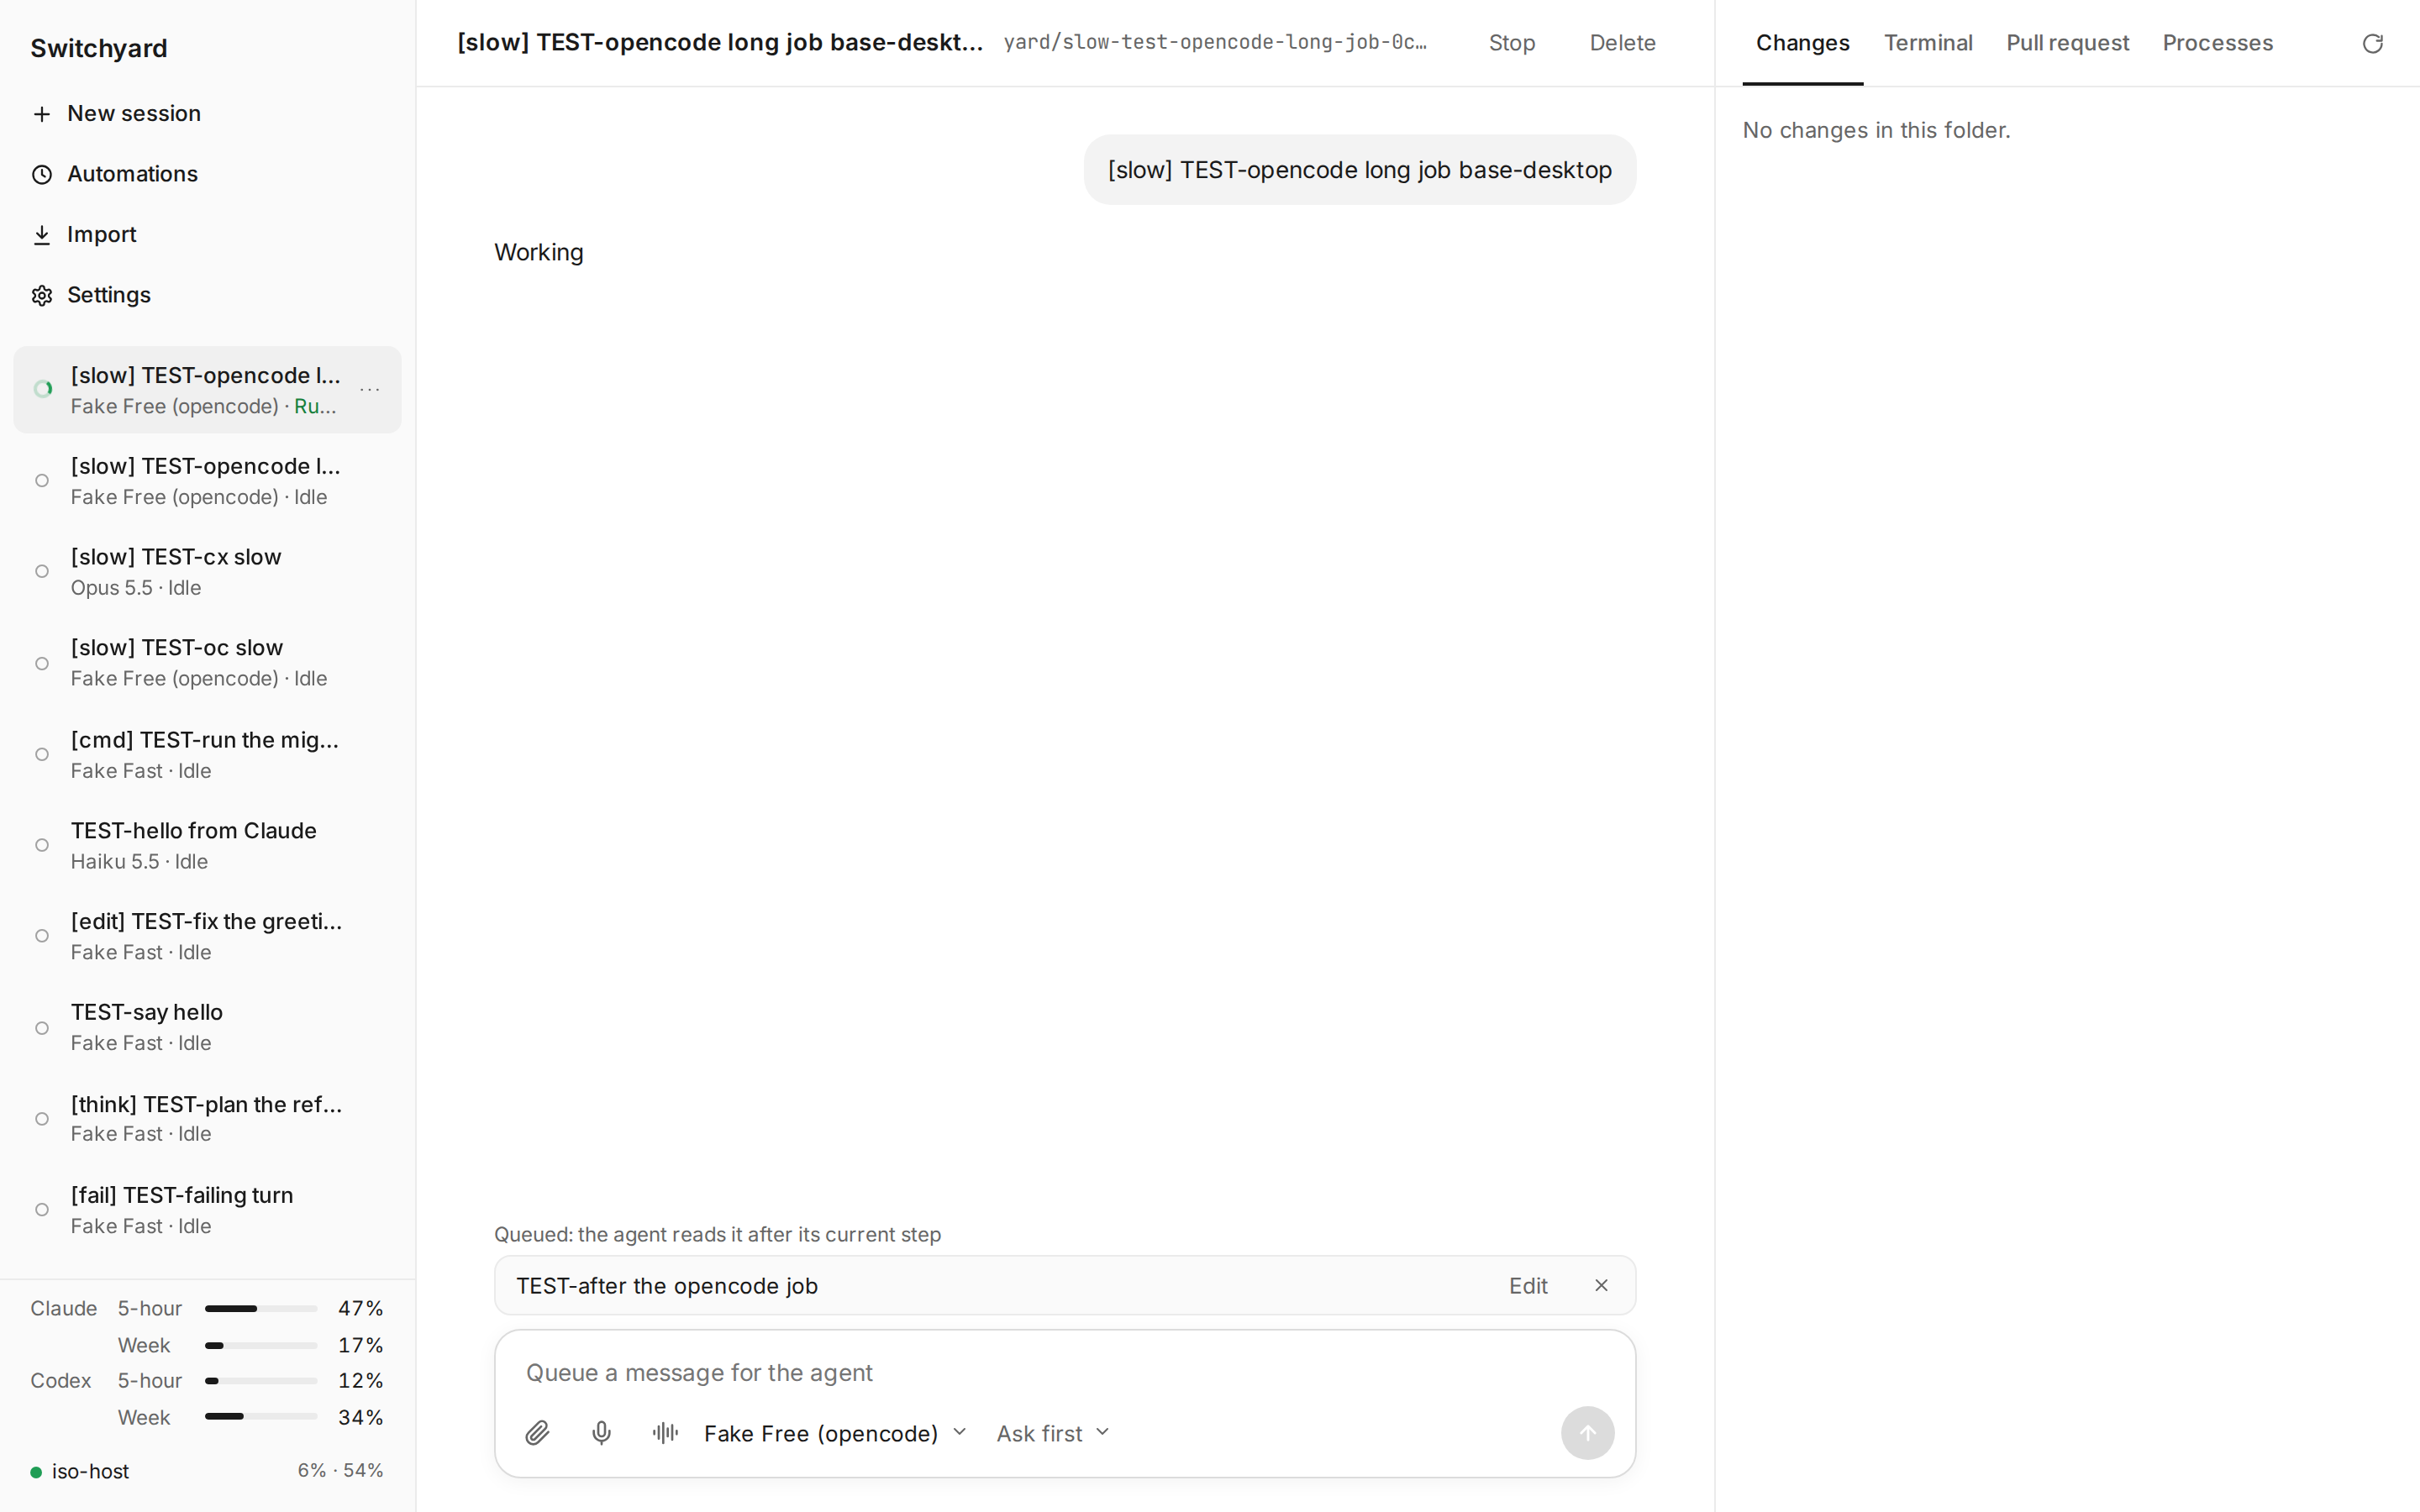 Switchyard
New session
Automations
Import
Settings
[slow] TEST-opencode l...
Fake Free (opencode) · Ru...
[slow] TEST-opencode l...
Fake Free (opencode) · Idle
[slow] TEST-cx slow
Opus 5.5 · Idle
[slow] TEST-oc slow
Fake Free (opencode) · Idle
[cmd] TEST-run the mig...
Fake Fast · Idle
TEST-hello from Claude
Haiku 5.5 · Idle
[edit] TEST-fix the greeti...
Fake Fast · Idle
TEST-say hello
Fake Fast · Idle
[think] TEST-plan the ref...
Fake Fast · Idle
[fail] TEST-failing turn
Fake Fast · Idle
Claude 5-hour 47%
Week 17%
Codex 5-hour 12%
Week 34%
iso-host 6% · 54%
[slow] TEST-opencode long job base-deskt... yard/slow-test-opencode-long-job-0c... Stop Delete
[slow] TEST-opencode long job base-desktop
Working
Queued: the agent reads it after its current step
TEST-after the opencode job Edit
Queue a message for the agent
Fake Free (opencode) Ask first
Changes Terminal Pull request Processes
No changes in this folder.